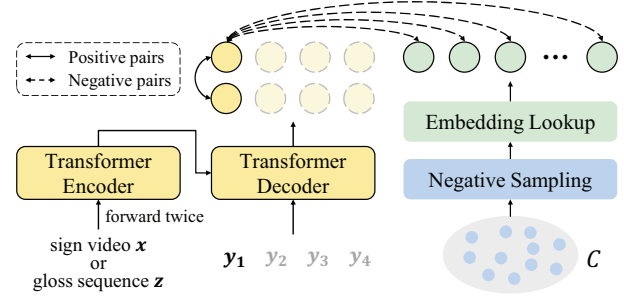 Positive pairs
Negative pairs
Transformer
Encoder
Transformer
Decoder
Embedding Lookup
Negative Sampling
forward twice
sign video x
or
gloss sequence z
y₁ y₂ y₃ y₄
C